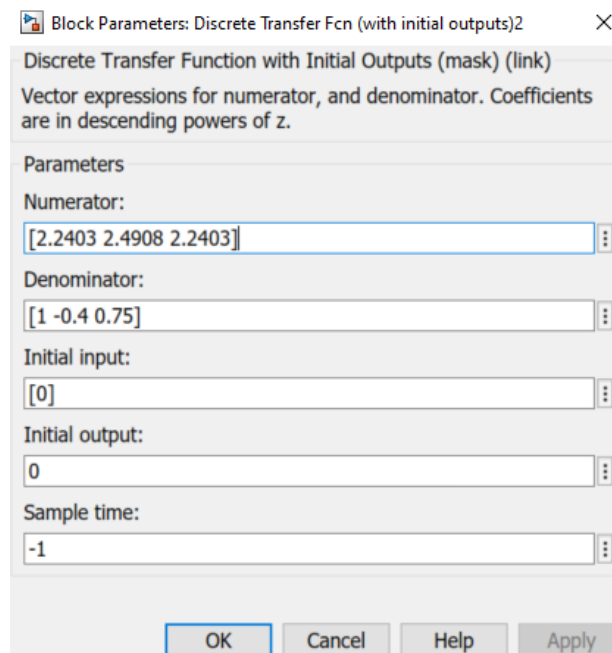 Block Parameters: Discrete Transfer Fcn (with initial outputs)2
Discrete Transfer Function with Initial Outputs (mask) (link)
Vector expressions for numerator, and denominator. Coefficients
are in descending powers of z.
Parameters
Numerator:
[2.2403 2.4908 2.2403]
Denominator:
[1 -0.4 0.75]
Initial input:
[0]
Initial output:
0
Sample time:
-1
OK Cancel Help Apply